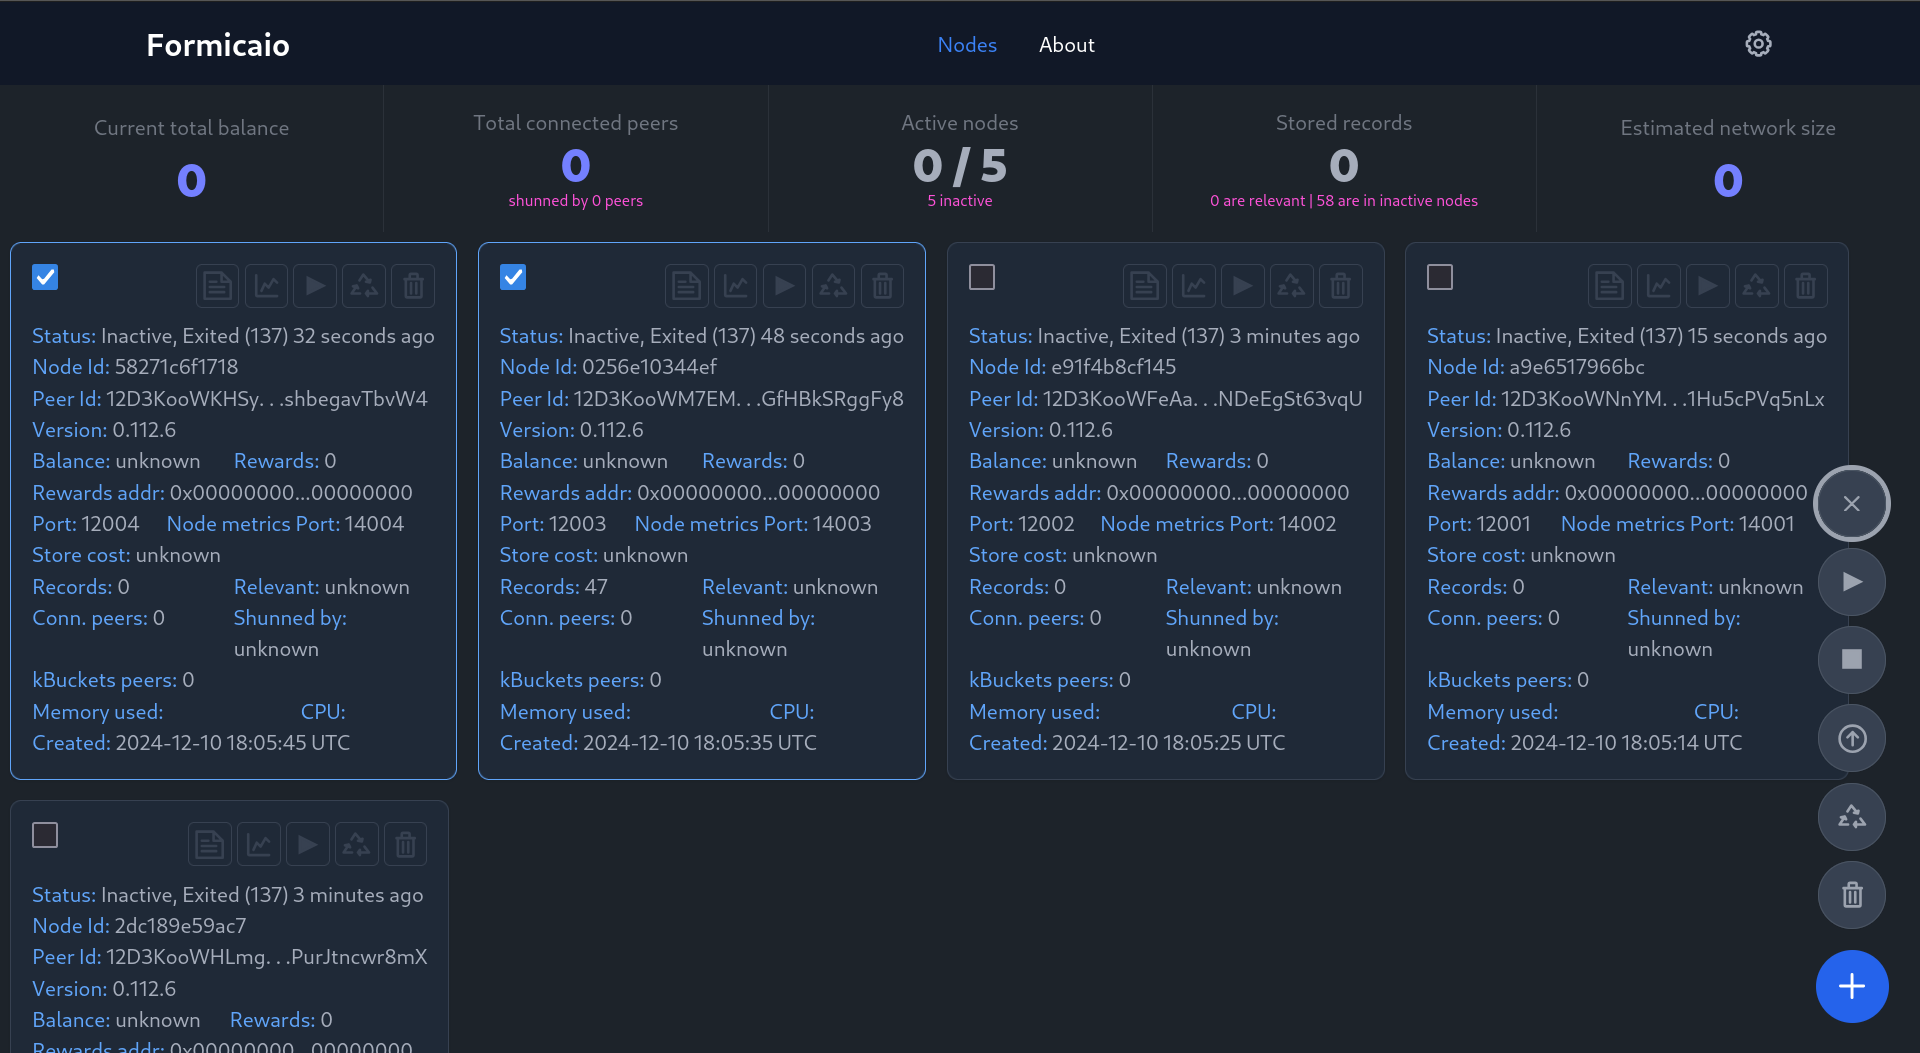 Formicaio
Nodes
About
Current total balance
0
Total connected peers
0
shunned by 0 peers
Active nodes
0 / 5
5 inactive
Stored records
0
0 are relevant | 58 are in inactive nodes
Estimated network size
0
Status: Inactive, Exited (137) 32 seconds ago
Node Id: 58271c6f1718
Peer Id: 12D3KooWKHSy. . .shbegavTbvW4
Version: 0.112.6
Balance: unknown Rewards: 0
Rewards addr: 0x00000000...00000000
Port: 12004 Node metrics Port: 14004
Store cost: unknown
Records: 0 Relevant: unknown
Conn. peers: 0 Shunned by:
unknown
kBuckets peers: 0
Memory used: CPU:
Created: 2024-12-10 18:05:45 UTC
Status: Inactive, Exited (137) 48 seconds ago
Node Id: 0256e10344ef
Peer Id: 12D3KooWM7EM. . .GfHBkSRggFy8
Version: 0.112.6
Balance: unknown Rewards: 0
Rewards addr: 0x00000000...00000000
Port: 12003 Node metrics Port: 14003
Store cost: unknown
Records: 47 Relevant: unknown
Conn. peers: 0 Shunned by:
unknown
kBuckets peers: 0
Memory used: CPU:
Created: 2024-12-10 18:05:35 UTC
Status: Inactive, Exited (137) 3 minutes ago
Node Id: e91f4b8cf145
Peer Id: 12D3KooWFeAa. . .NDeEgSt63vqU
Version: 0.112.6
Balance: unknown Rewards: 0
Rewards addr: 0x00000000...00000000
Port: 12002 Node metrics Port: 14002
Store cost: unknown
Records: 0 Relevant: unknown
Conn. peers: 0 Shunned by:
unknown
kBuckets peers: 0
Memory used: CPU:
Created: 2024-12-10 18:05:25 UTC
Status: Inactive, Exited (137) 15 seconds ago
Node Id: a9e6517966bc
Peer Id: 12D3KooWNnYM. . .1Hu5cPVq5nLx
Version: 0.112.6
Balance: unknown Rewards: 0
Rewards addr: 0x00000000...00000000
Port: 12001 Node metrics Port: 14001
Store cost: unknown
Records: 0 Relevant: unknown
Conn. peers: 0 Shunned by:
unknown
kBuckets peers: 0
Memory used: CPU:
Created: 2024-12-10 18:05:14 UTC
Status: Inactive, Exited (137) 3 minutes ago
Node Id: 2dc189e59ac7
Peer Id: 12D3KooWHLmg. . .PurJtncwr8mX
Version: 0.112.6
Balance: unknown Rewards: 0
Rewards addr: 0x00000000...00000000